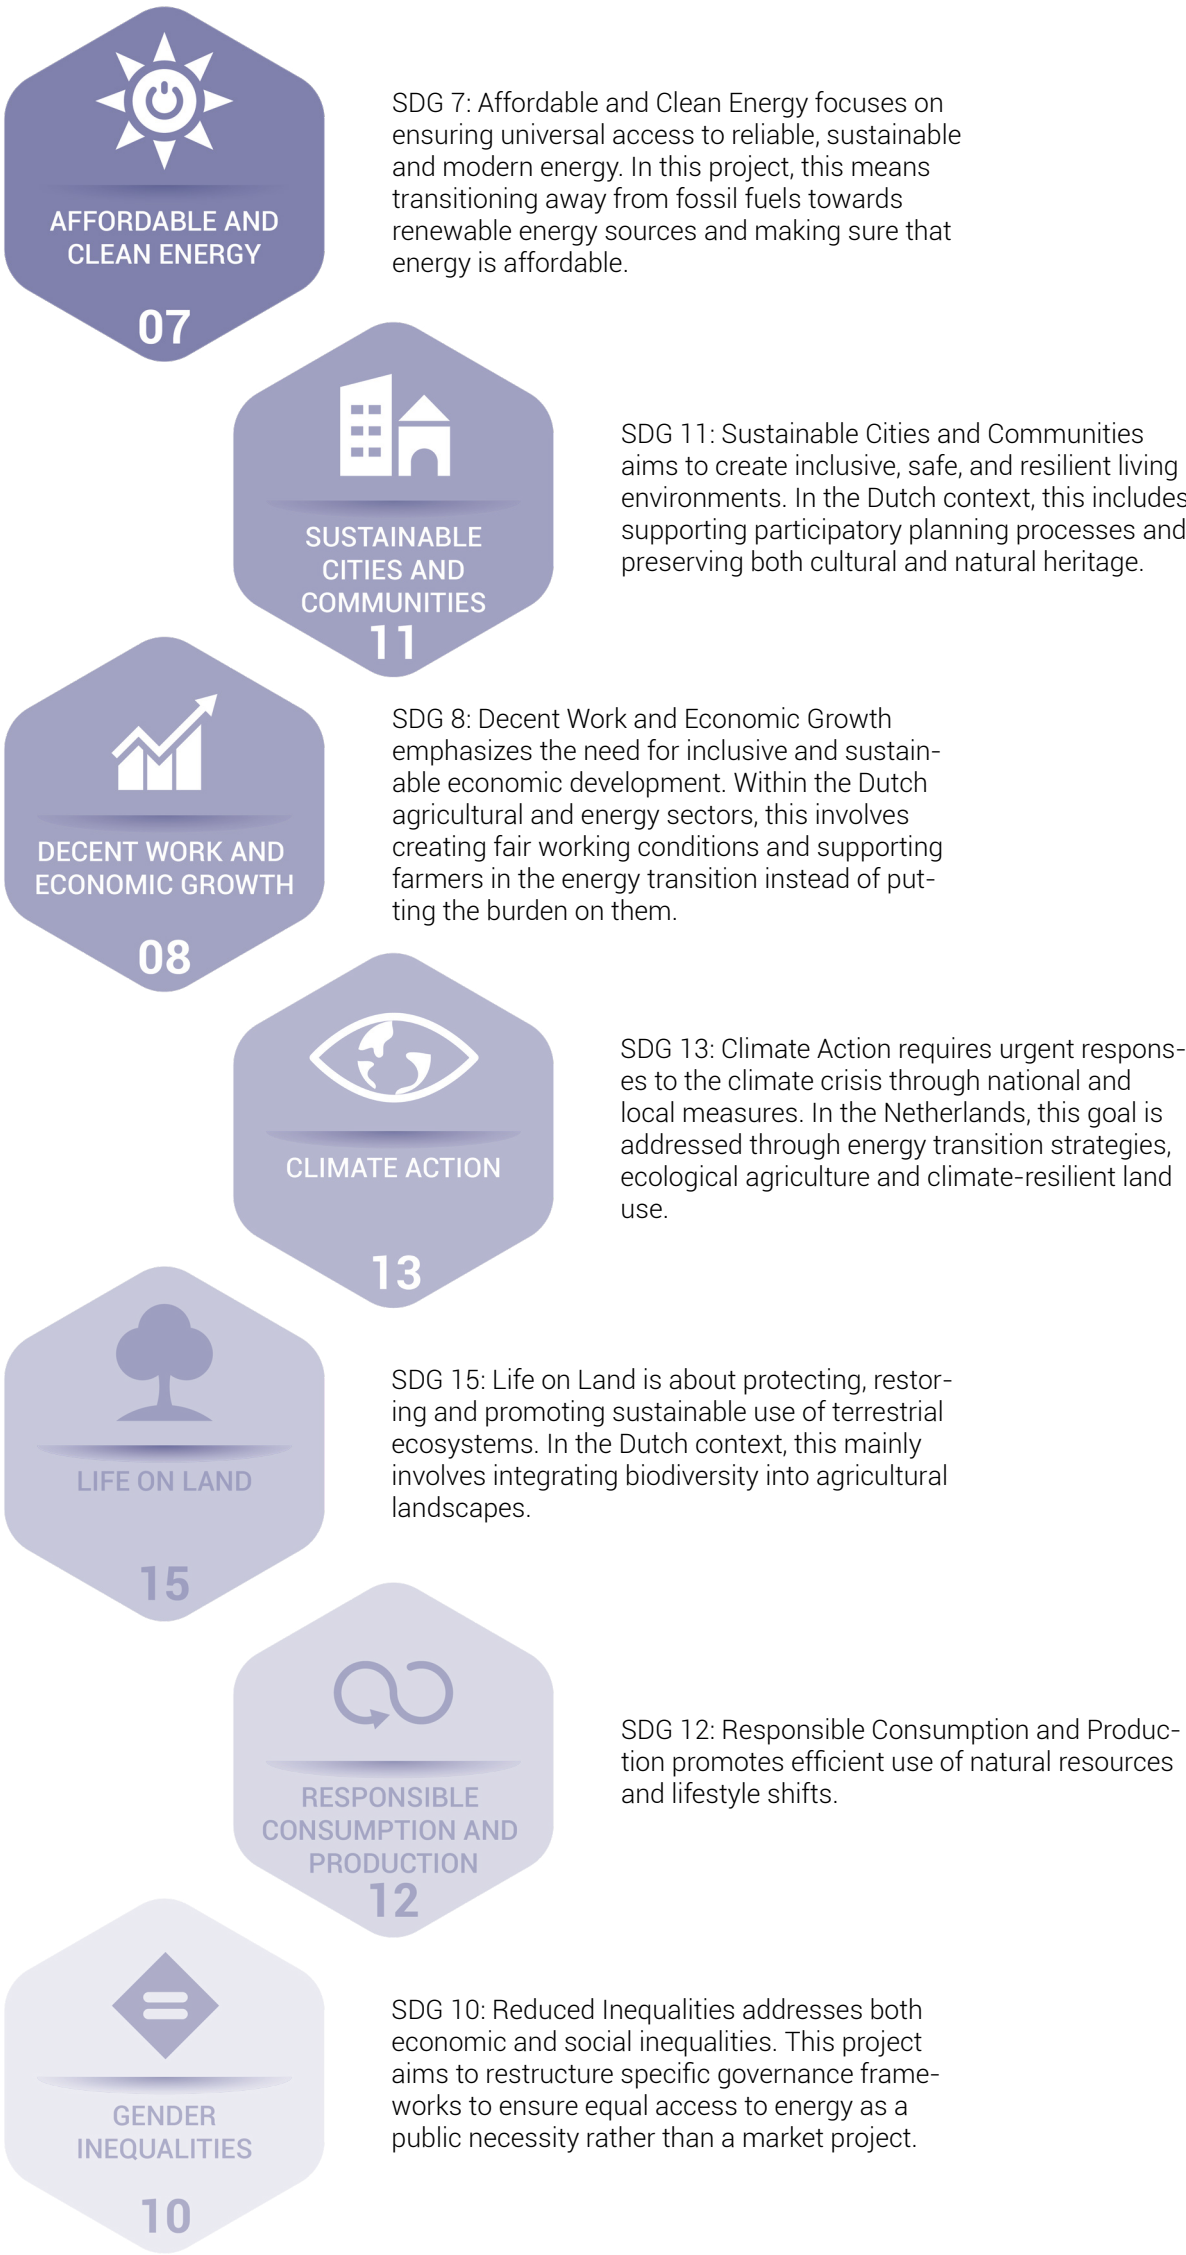 AFFORDABLE AND
CLEAN ENERGY
07
SDG 7: Affordable and Clean Energy focuses on
ensuring universal access to reliable, sustainable
and modern energy. In this project, this means
transitioning away from fossil fuels towards
renewable energy sources and making sure that
energy is affordable.
SUSTAINABLE
CITIES AND
COMMUNITIES
11
SDG 11: Sustainable Cities and Communities
aims to create inclusive, safe, and resilient living
environments. In the Dutch context, this includes
supporting participatory planning processes and
preserving both cultural and natural heritage.
DECENT WORK AND
ECONOMIC GROWTH
08
SDG 8: Decent Work and Economic Growth
emphasizes the need for inclusive and sustain-
able economic development. Within the Dutch
agricultural and energy sectors, this involves
creating fair working conditions and supporting
farmers in the energy transition instead of put-
ting the burden on them.
CLIMATE ACTION
13
SDG 13: Climate Action requires urgent respons-
es to the climate crisis through national and
local measures. In the Netherlands, this goal is
addressed through energy transition strategies,
ecological agriculture and climate-resilient land
use.
LIFE ON LAND
15
SDG 15: Life on Land is about protecting, restor-
ing and promoting sustainable use of terrestrial
ecosystems. In the Dutch context, this mainly
involves integrating biodiversity into agricultural
landscapes.
RESPONSIBLE
CONSUMPTION AND
PRODUCTION
12
SDG 12: Responsible Consumption and Produc-
tion promotes efficient use of natural resources
and lifestyle shifts.
GENDER
INEQUALITIES
10
SDG 10: Reduced Inequalities addresses both
economic and social inequalities. This project
aims to restructure specific governance frame-
works to ensure equal access to energy as a
public necessity rather than a market project.